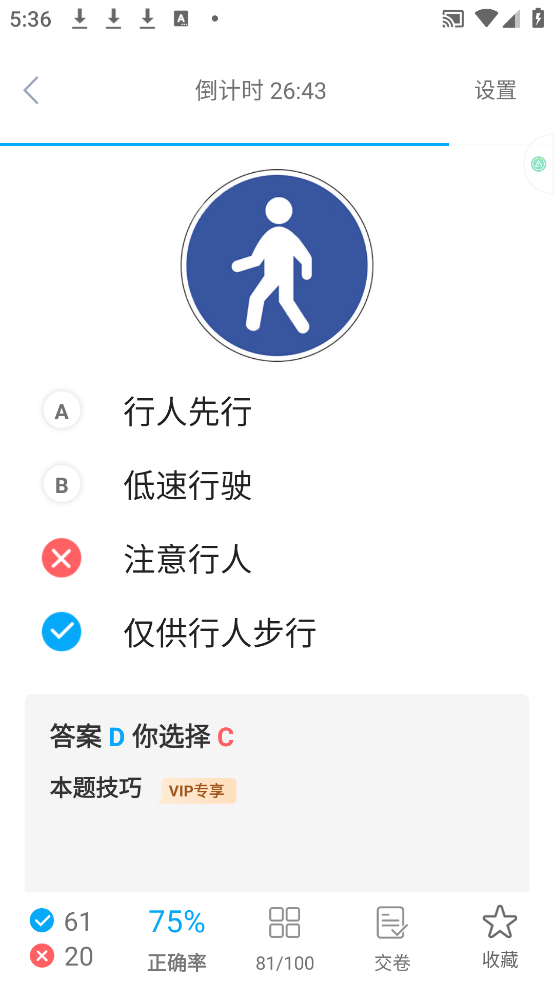 5:36 A
倒计时 26:43 设置
A 行人先行
B 低速行驶
注意行人
仅供行人步行
答案 D 你选择 C
本题技巧 VIP专享
61 75%
20 正确率 81/100 交卷 收藏